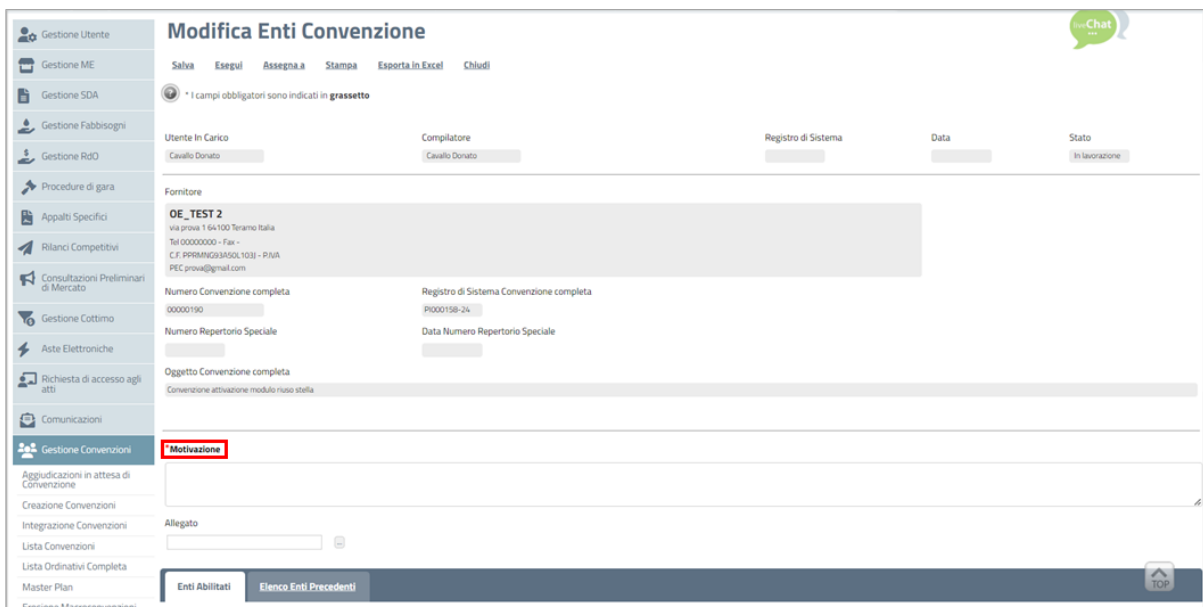 Gestione Utente
Gestione ME
Gestione SDA
Gestione Fabbisogni
Gestione RdO
Procedure di gara
Appalti Specifici
Rilanci Competitivi
Consultazioni Preliminari
di Mercato
Gestione Cottimo
Aste Elettroniche
Richiesta di accesso agli
atti
Comunicazioni
Gestione Convenzioni
Aggiudicazioni in attesa di
Convenzione
Creazione Convenzioni
Integrazione Convenzioni
Lista Convenzioni
Lista Ordinativi Completa
Master Plan
Erosione Macroconvenzioni
Modifica Enti Convenzione
Chat
Salva Esegui Assegna a Stampa Esporta in Excel Chiudi
* I campi obbligatori sono indicati in grassetto
Utente In Carico Compilatore Registro di Sistema Data Stato
Cavallo Donato Cavallo Donato In lavorazione
Fornitore
OE_TEST 2
via prova 1 64100 Teramo Italia
Tel 00000000 - Fax -
C.F. PPRMNG93A50L103J - P.IVA
PEC prova@gmail.com
Numero Convenzione completa Registro di Sistema Convenzione completa
00000190 PI000158-24
Numero Repertorio Speciale Data Numero Repertorio Speciale
Oggetto Convenzione completa
Convenzione attivazione modulo riuso stella
*Motivazione
Allegato
...
Enti Abilitati Elenco Enti Precedenti
TOP